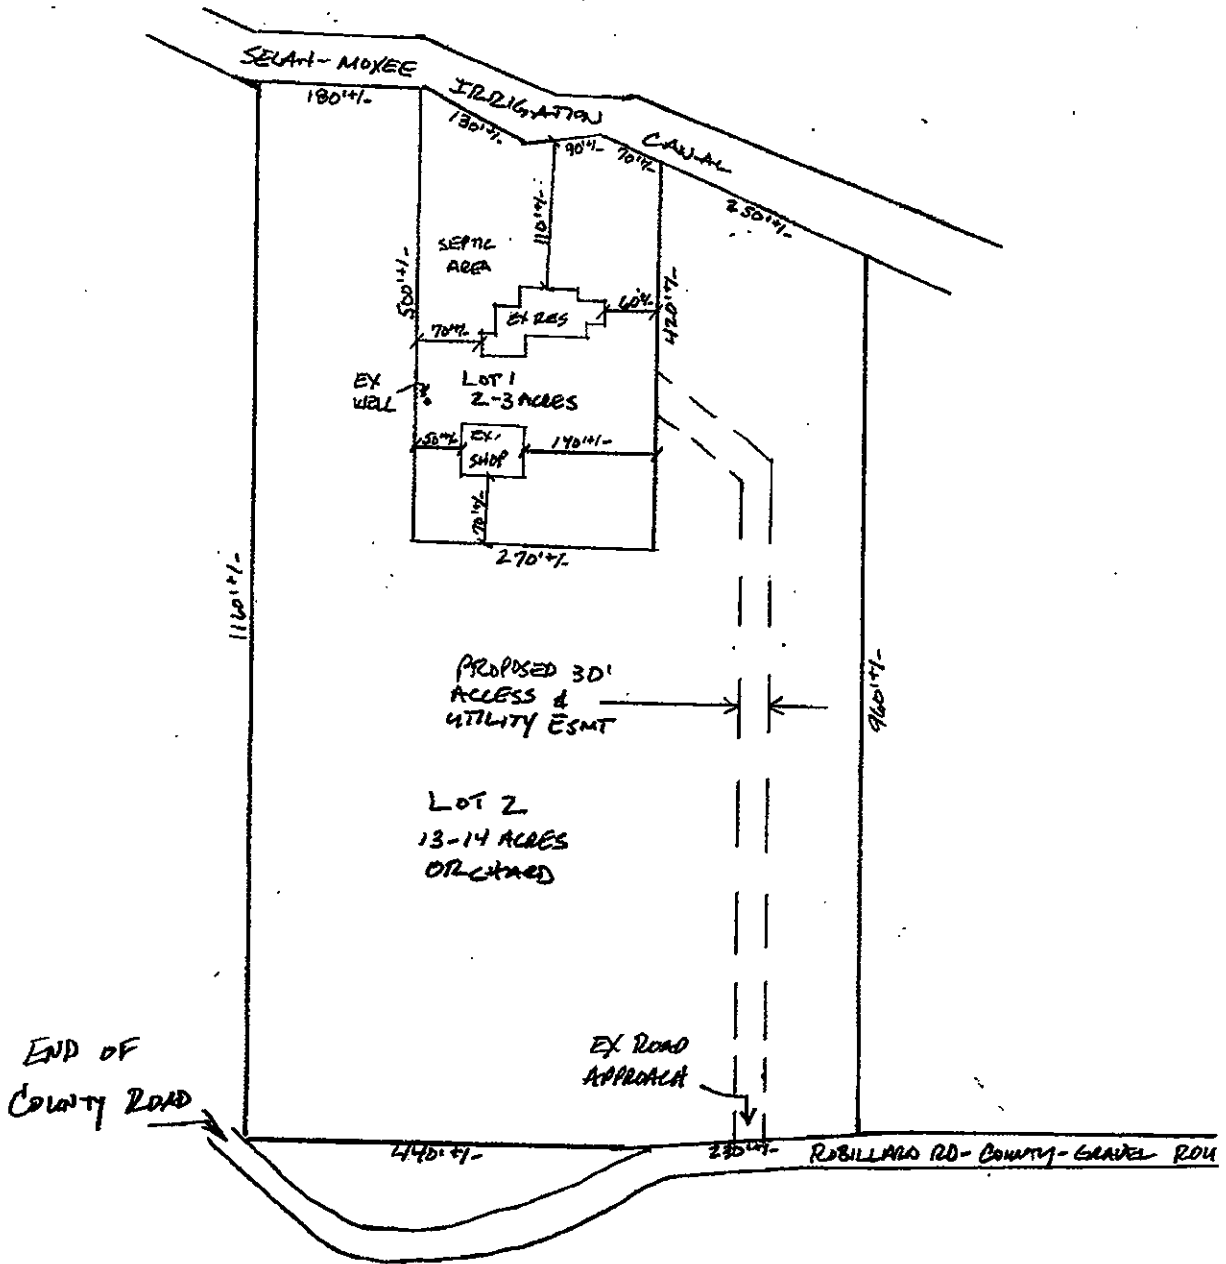 SELAH-MOXEE
IRRIGATION
CANAL
180'+/-
130'+/-
90'+/-
70'+/-
250'+/-
110'+/-
SEPTIC
AREA
500'+/-
EX RES
60'+/-
420'+/-
70'+/-
EX
WELL
LOT 1
2-3 ACRES
50'+/-
EX.
SHOP
140'+/-
70'+/-
270'+/-
1160'+/-
PROPOSED 30'
ACCESS &
UTILITY ESMT
960'+/-
LOT 2
13-14 ACRES
ORCHARD
END OF
COUNTY ROAD
EX ROAD
APPROACH
440'+/-
230'+/-
ROBILLARD RD - COUNTY - GRAVEL